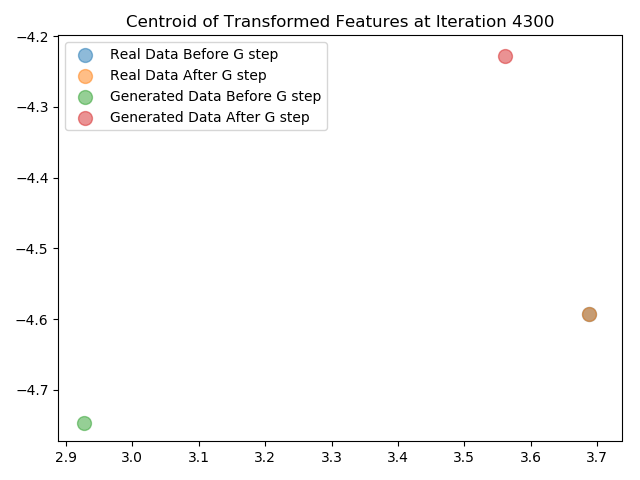 Centroid of Transformed Features at Iteration 4300
Real Data Before G step
Real Data After G step
Generated Data Before G step
Generated Data After G step
−4.2
−4.3
−4.4
−4.5
−4.6
−4.7
2.9 3.0 3.1 3.2 3.3 3.4 3.5 3.6 3.7